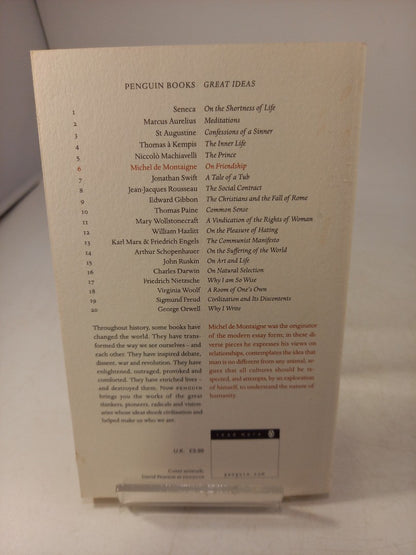 PENGUIN BOOKS GREAT IDEAS
1 Seneca On the Shortness of Life
2 Marcus Aurelius Meditations
3 St Augustine Confessions of a Sinner
4 Thomas à Kempis The Inner Life
5 Niccolò Machiavelli The Prince
6 Michel de Montaigne On Friendship
7 Jonathan Swift A Tale of a Tub
8 Jean-Jacques Rousseau The Social Contract
9 Edward Gibbon The Christians and the Fall of Rome
10 Thomas Paine Common Sense
11 Mary Wollstonecraft A Vindication of the Rights of Woman
12 William Hazlitt On the Pleasure of Hating
13 Karl Marx & Friedrich Engels The Communist Manifesto
14 Arthur Schopenhauer On the Suffering of the World
15 John Ruskin On Art and Life
16 Charles Darwin On Natural Selection
17 Friedrich Nietzsche Why I am So Wise
18 Virginia Woolf A Room of One's Own
19 Sigmund Freud Civilization and Its Discontents
20 George Orwell Why I Write
Throughout history, some books have
changed the world. They have trans-
formed the way we see ourselves – and
each other. They have inspired debate,
dissent, war and revolution. They have
enlightened, outraged, provoked and
comforted. They have enriched lives –
and destroyed them. Now PENGUIN
brings you the works of the great
thinkers, pioneers, radicals and vision-
aries whose ideas shook civilization and
helped make us who we are.
Michel de Montaigne was the originator
of the modern essay form; in these di-
verse pieces he expresses his views on
relationships, contemplates the idea that
man is no different from any animal, ar-
gues that all cultures should be re-
spected, and attempts, by an exploration
of himself, to understand the nature of
humanity.
U.K. £3.99
Cover artwork:
David Pearson
read more
penguin.com